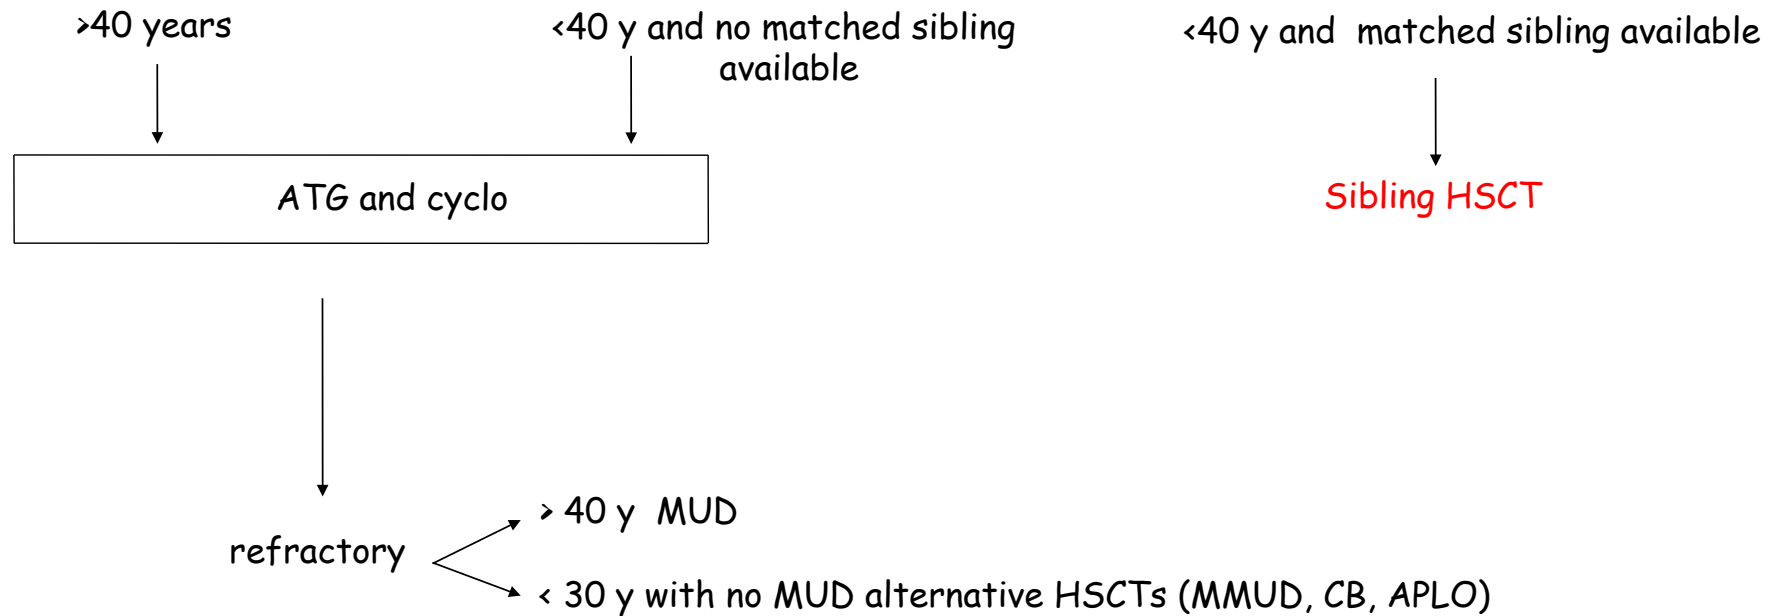 >40 years
<40 y and no matched sibling
available
<40 y and matched sibling available
ATG and cyclo
Sibling HSCT
> 40 y MUD
refractory
< 30 y with no MUD alternative HSCTs (MMUD, CB, APLO)